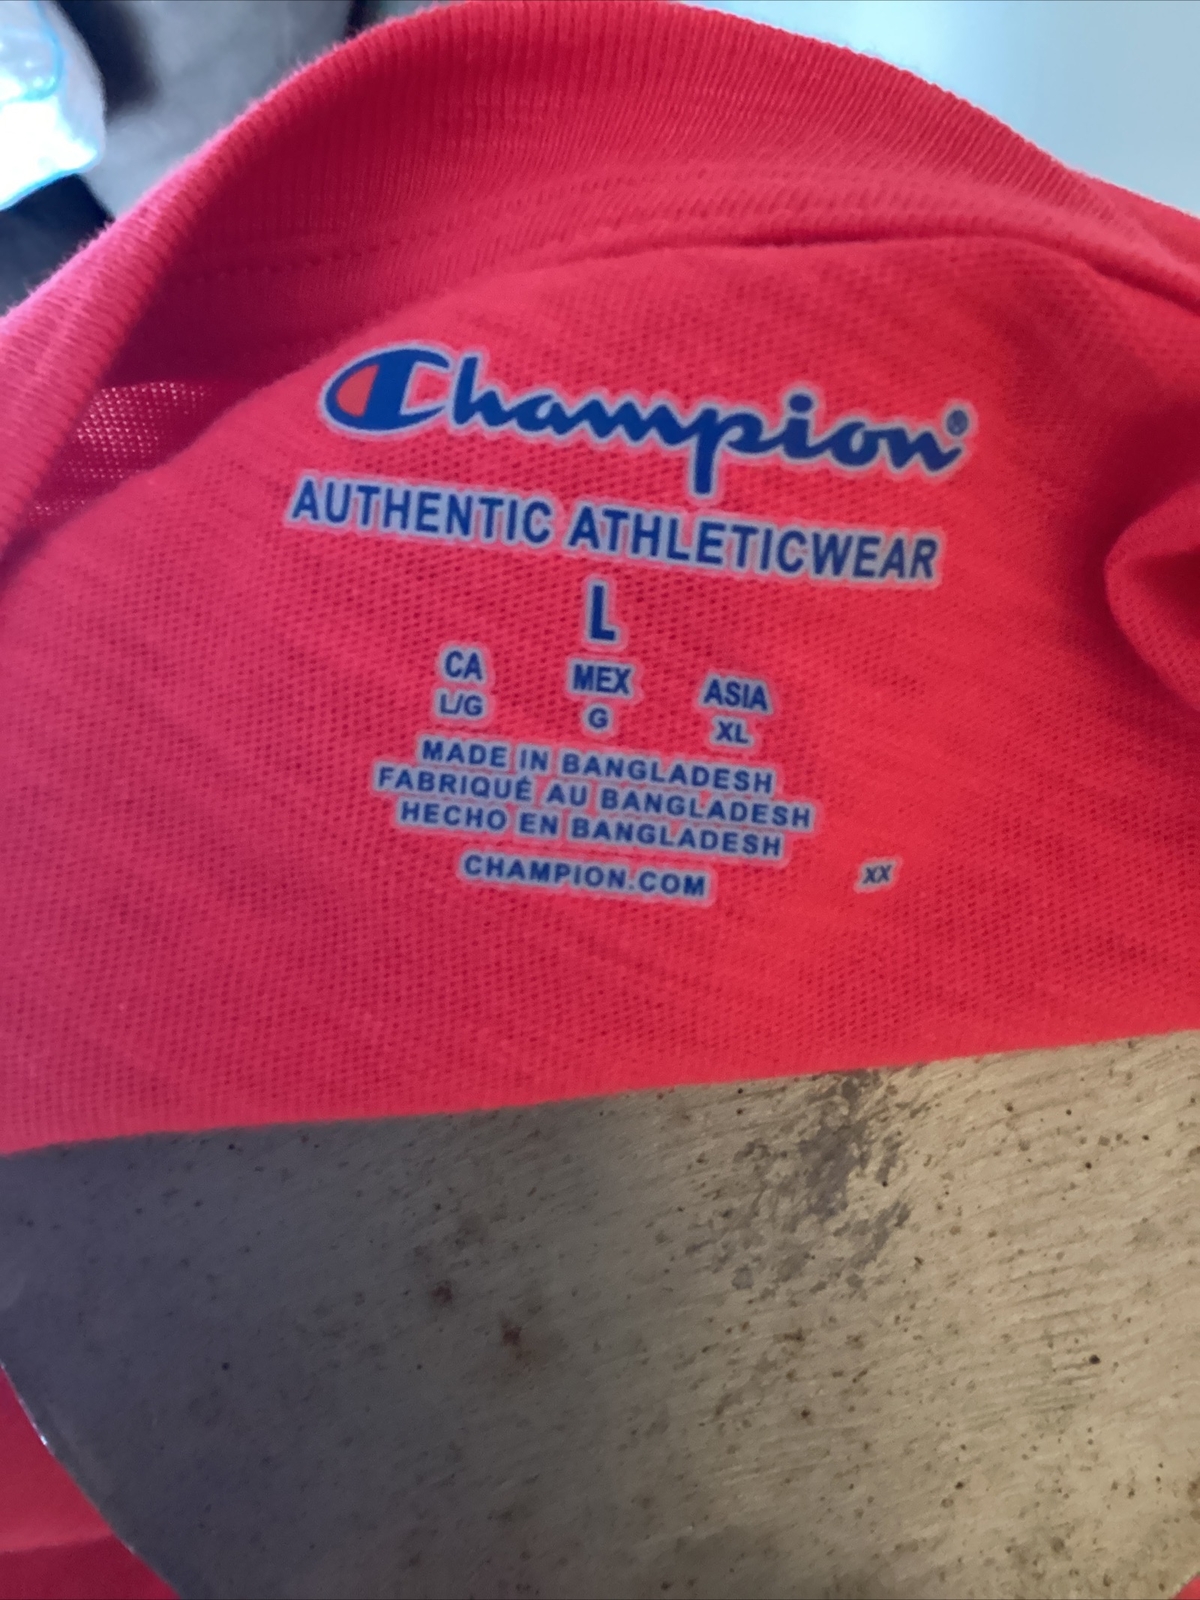 Champion®
AUTHENTIC ATHLETICWEAR
L
CA MEX ASIA
L/G G XL
MADE IN BANGLADESH
FABRIQUÉ AU BANGLADESH
HECHO EN BANGLADESH
CHAMPION.COM XX